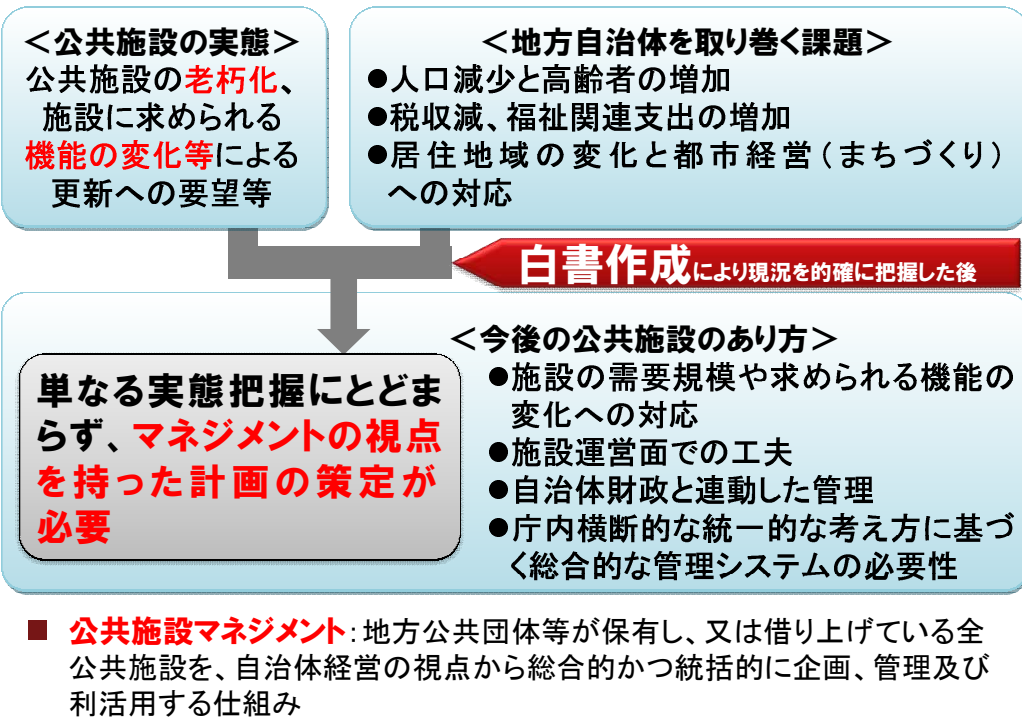 ＜公共施設の実態＞
公共施設の老朽化、
施設に求められる
機能の変化等による
更新への要望等
＜地方自治体を取り巻く課題＞
●人口減少と高齢者の増加
●税収減、福祉関連支出の増加
●居住地域の変化と都市経営（まちづくり）
への対応
白書作成により現況を的確に把握した後
単なる実態把握にとどま
らず、マネジメントの視点
を持った計画の策定が
必要
＜今後の公共施設のあり方＞
●施設の需要規模や求められる機能の
変化への対応
●施設運営面での工夫
●自治体財政と連動した管理
●庁内横断的な統一的な考え方に基づ
く総合的な管理システムの必要性
■ 公共施設マネジメント：地方公共団体等が保有し、又は借り上げている全
公共施設を、自治体経営の視点から総合的かつ統括的に企画、管理及び
利活用する仕組み